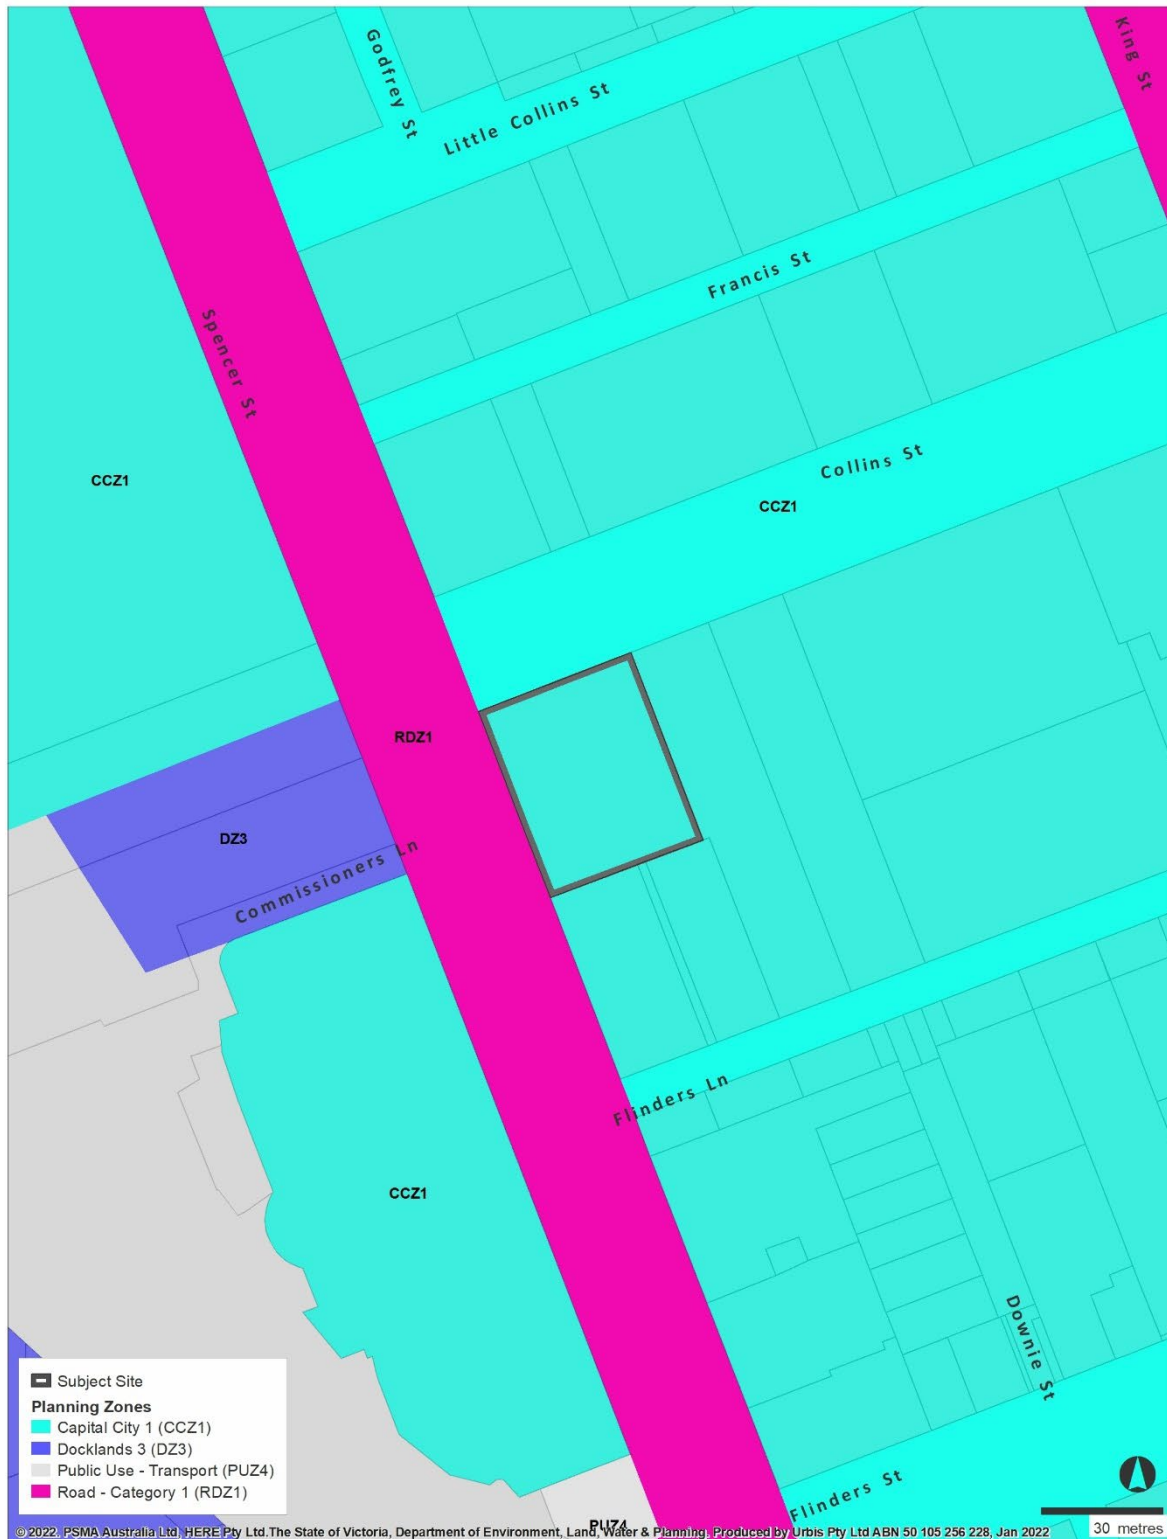 Godfrey St
King St
Little Collins St
Francis St
Spencer St
Collins St
CCZ1
CCZ1
RDZ1
DZ3
Commissioners Ln
Flinders Ln
CCZ1
Downie St
Subject Site
Planning Zones
Capital City 1 (CCZ1)
Docklands 3 (DZ3)
Public Use - Transport (PUZ4)
Road - Category 1 (RDZ1)
Flinders St
PUZ4
30 metres
© 2022. PSMA Australia Ltd, HERE Pty Ltd.The State of Victoria, Department of Environment, Land, Water & Planning. Produced by Urbis Pty Ltd ABN 50 105 256 228, Jan 2022